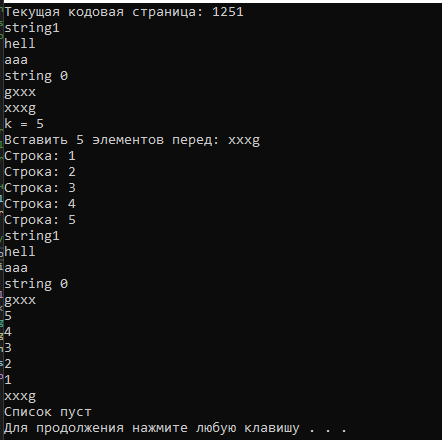 Текущая кодовая страница: 1251
string1
hell
aaa
string 0
gxxx
xxxg
k = 5
Вставить 5 элементов перед: xxxg
Строка: 1
Строка: 2
Строка: 3
Строка: 4
Строка: 5
string1
hell
aaa
string 0
gxxx
5
4
3
2
1
xxxg
Список пуст
Для продолжения нажмите любую клавишу . . .